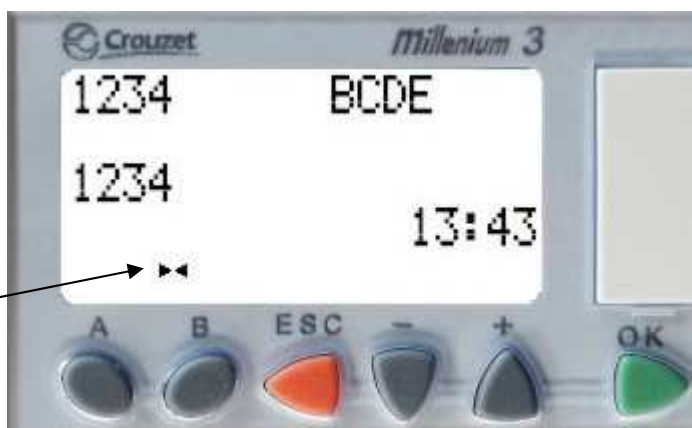 Crouzet Millenium 3
1234 BCDE
1234
13:43
A B ESC - + OK